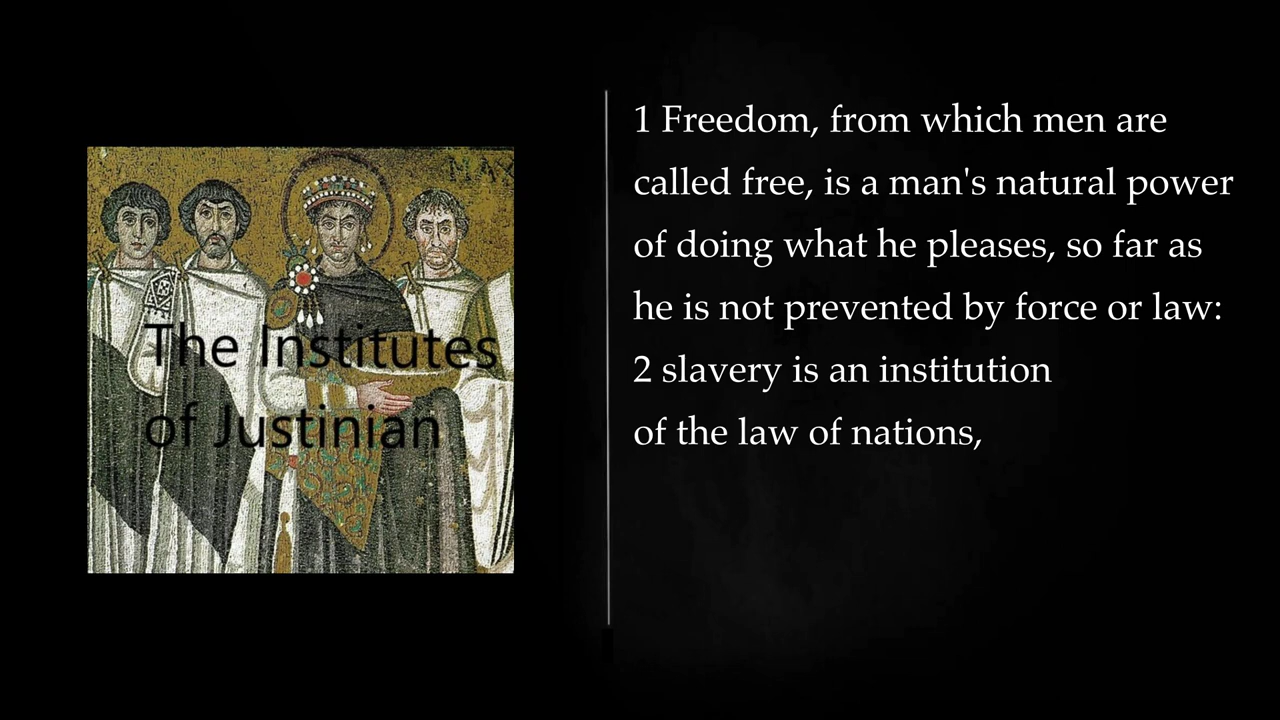 The Institutes
of Justinian
1 Freedom, from which men are
called free, is a man's natural power
of doing what he pleases, so far as
he is not prevented by force or law:
2 slavery is an institution
of the law of nations,